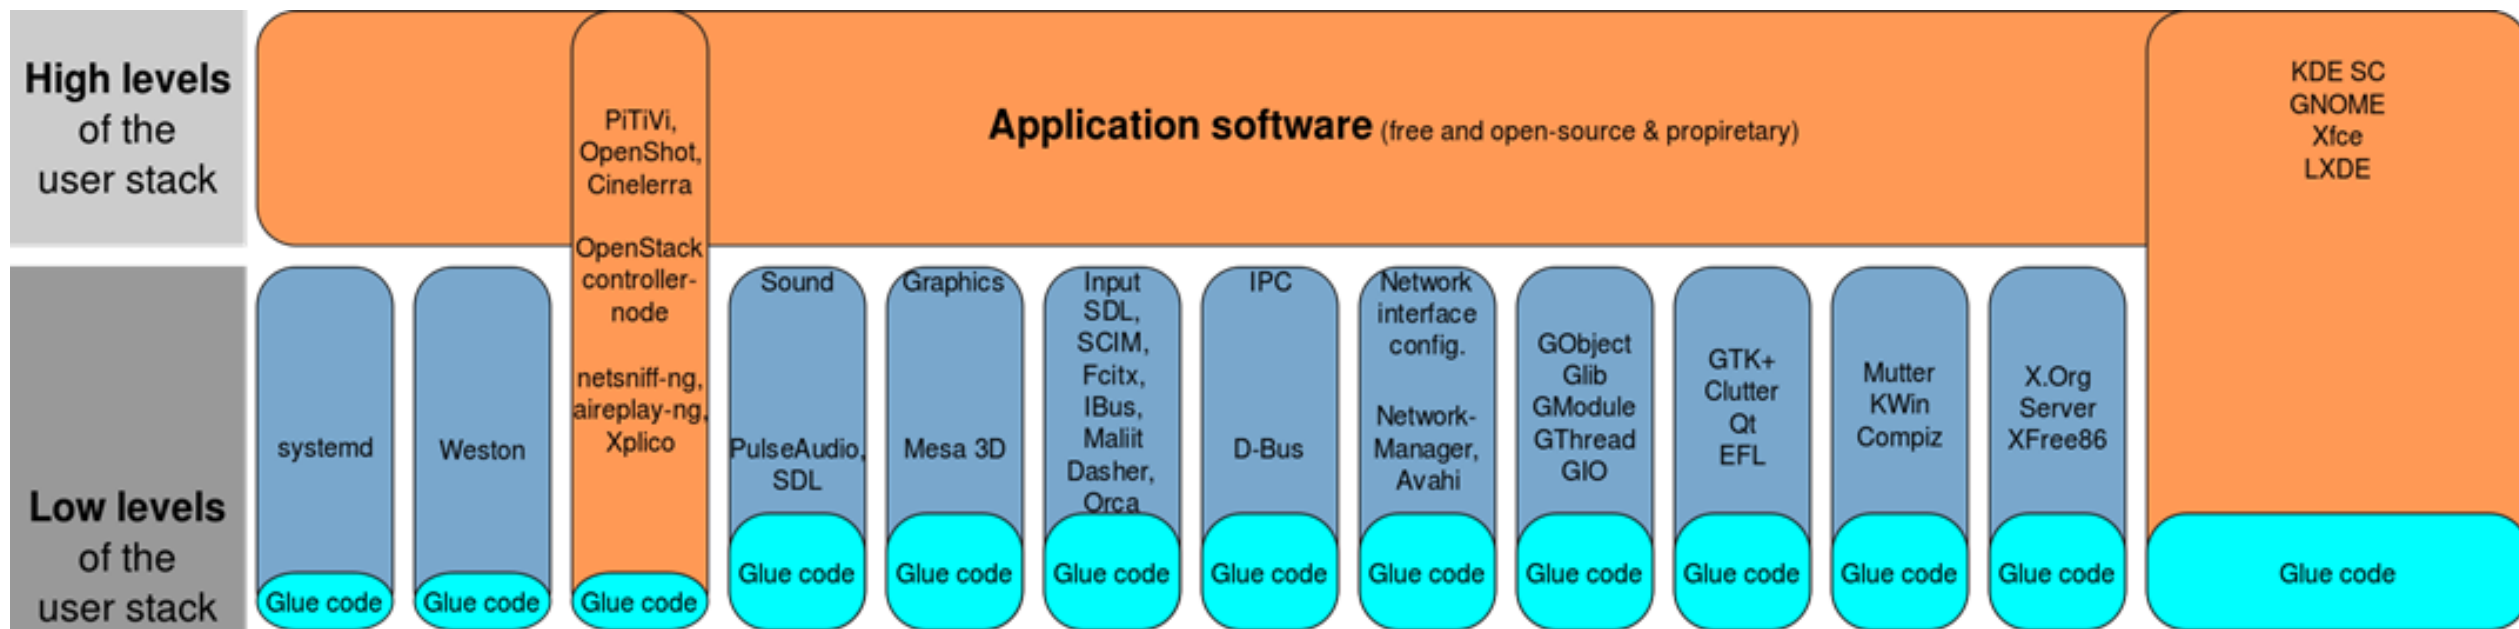 High levels
of the
user stack
Application software (free and open-source & propiretary)
PiTiVi,
OpenShot,
Cinelerra
OpenStack
controller-
node
netsniff-ng,
aireplay-ng,
Xplico
Glue code
KDE SC
GNOME
Xfce
LXDE
Glue code
Low levels
of the
user stack
systemd
Glue code
Weston
Glue code
Sound
PulseAudio,
SDL
Glue code
Graphics
Mesa 3D
Glue code
Input
SDL,
SCIM,
Fcitx,
IBus,
Maliit
Dasher,
Orca
Glue code
IPC
D-Bus
Glue code
Network
interface
config.
Network-
Manager,
Avahi
Glue code
GObject
Glib
GModule
GThread
GIO
Glue code
GTK+
Clutter
Qt
EFL
Glue code
Mutter
KWin
Compiz
Glue code
X.Org
Server
XFree86
Glue code